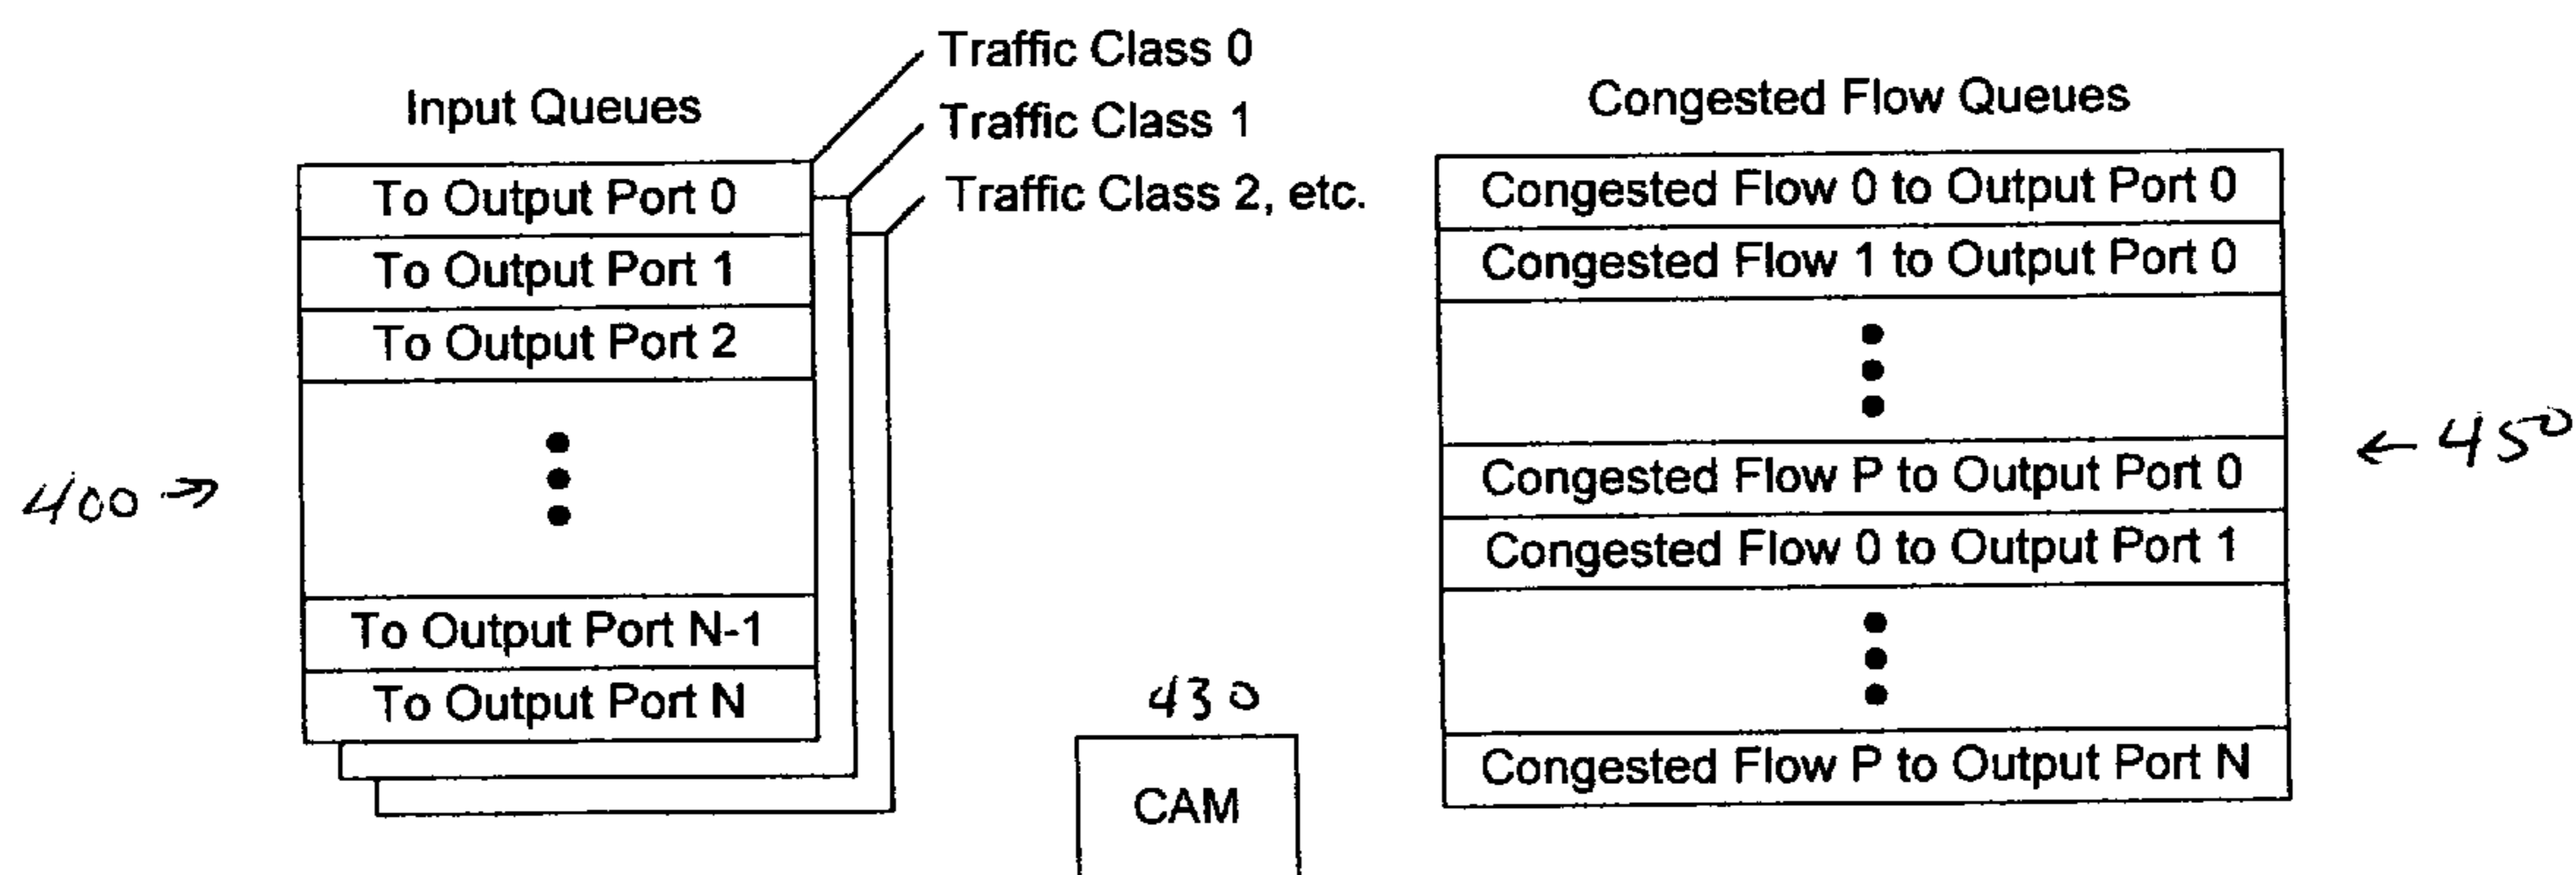 Input Queues
Traffic Class 0
Traffic Class 1
Traffic Class 2, etc.
To Output Port 0
To Output Port 1
To Output Port 2
To Output Port N-1
To Output Port N
400
430
CAM
Congested Flow Queues
Congested Flow 0 to Output Port 0
Congested Flow 1 to Output Port 0
Congested Flow P to Output Port 0
Congested Flow 0 to Output Port 1
Congested Flow P to Output Port N
450